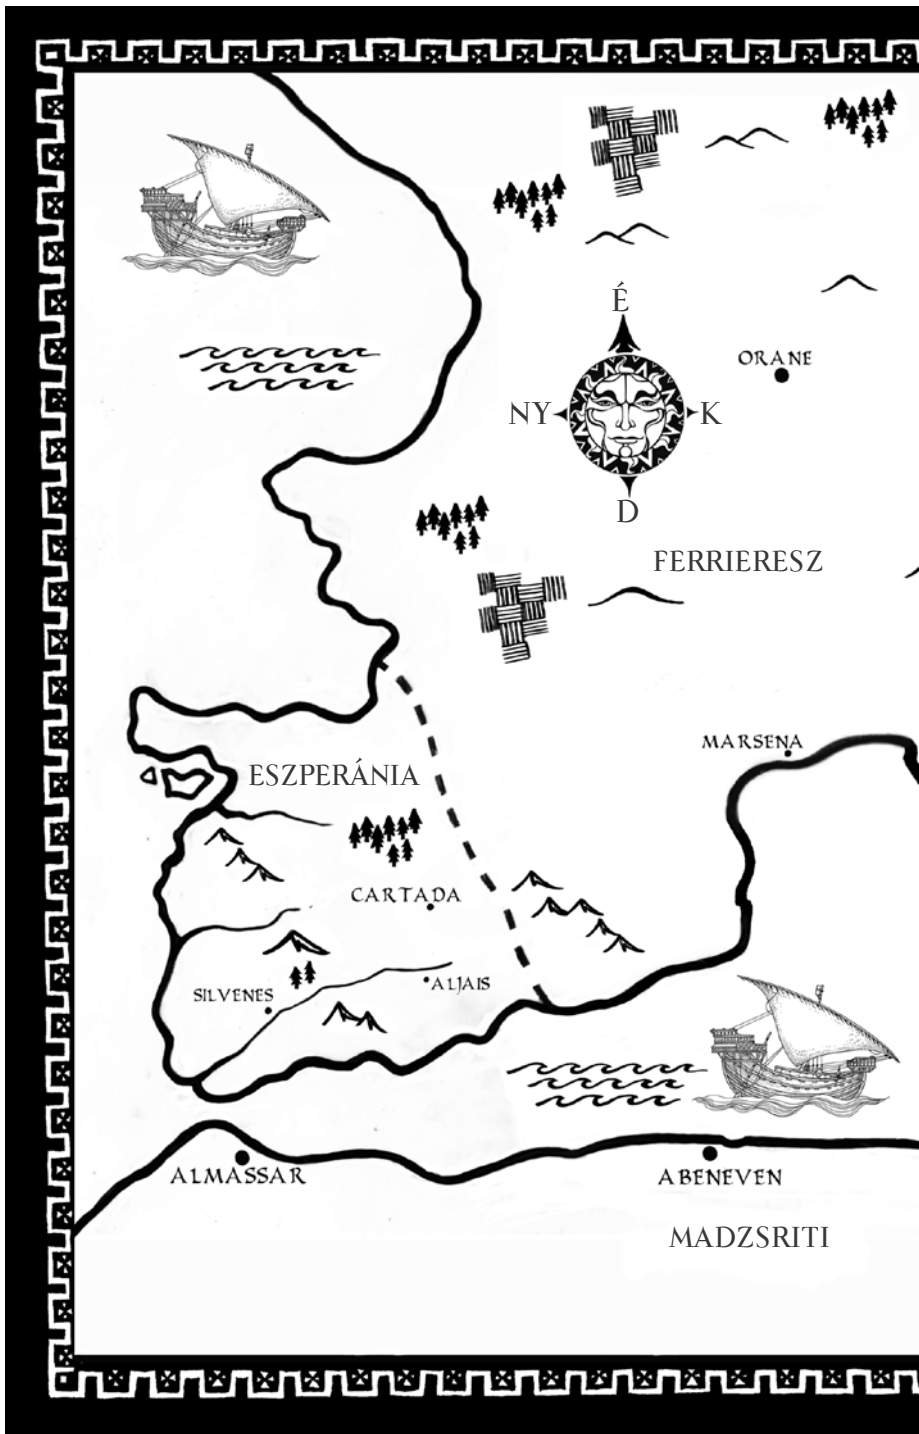 É
ORANE
NY K
D
FERRIERESZ
MARSENA
ESZPERÁNIA
CARTADA
ALJAIS
SILVENES
ALMASSAR
ABENEVEN
MADZSRITI